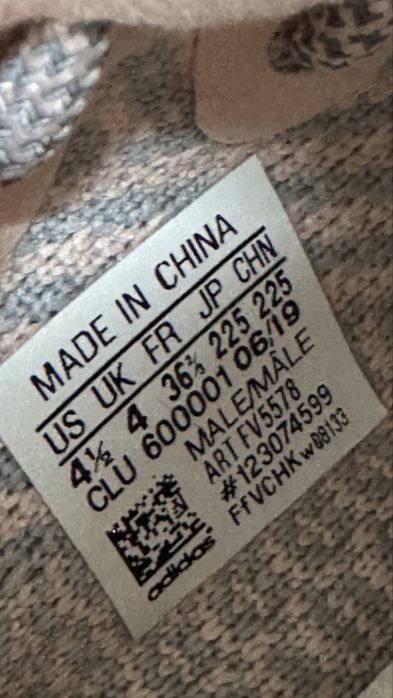 MADE IN CHINA
US UK FR JP CHN
4½ 4 36⅔ 225 225
CLU 600001 06/19
MALE/MÂLE
ART FV5578
#123074599
FfVCHK
adidas